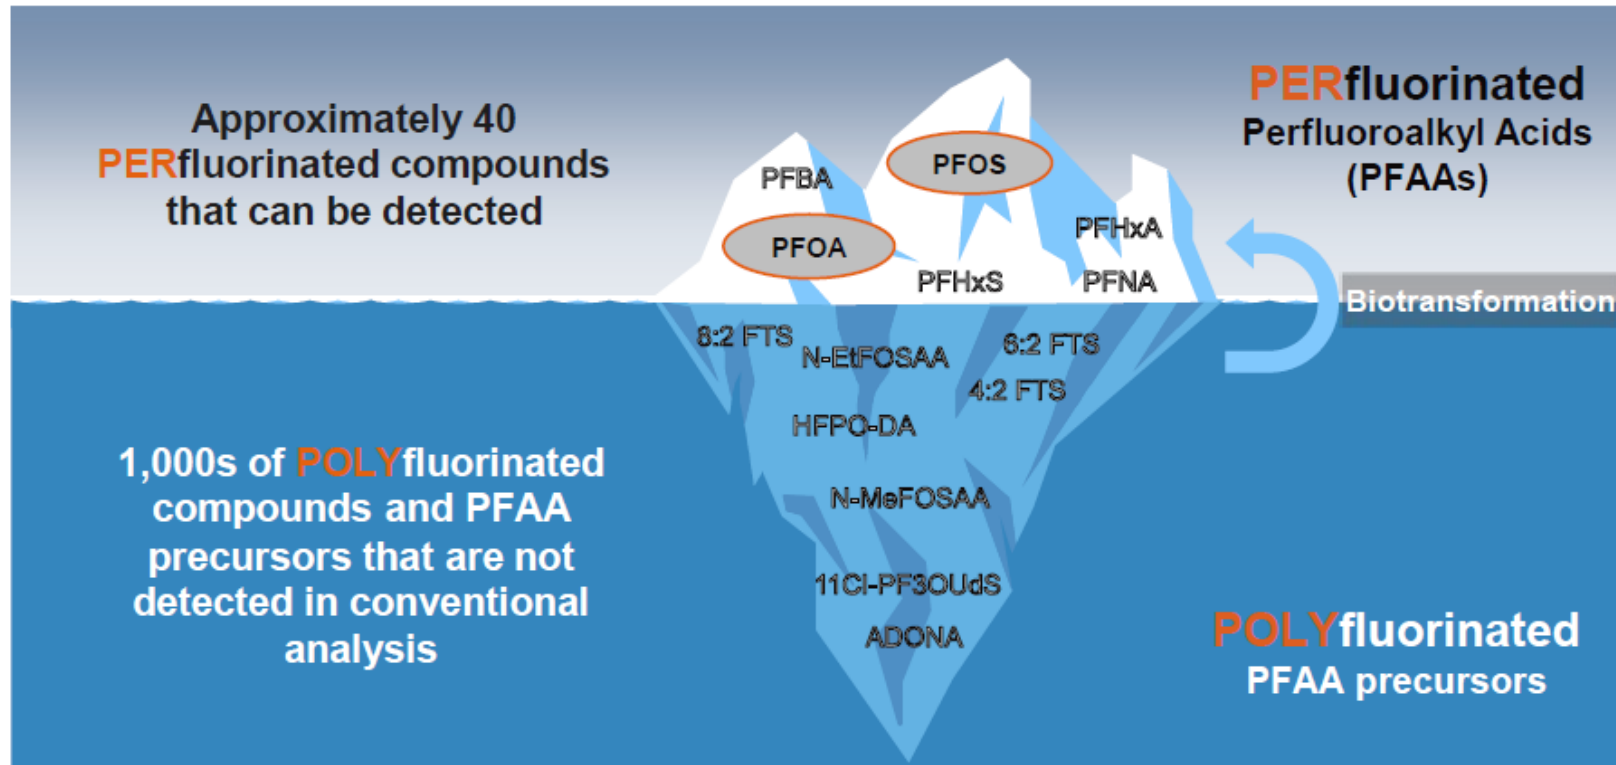 Approximately 40
PERfluorinated compounds
that can be detected
PERfluorinated
Perfluoroalkyl Acids
(PFAAs)
PFBA
PFOS
PFOA
PFHxA
PFHxS
PFNA
Biotransformation
8:2 FTS
N-EtFOSAA
6:2 FTS
4:2 FTS
HFPO-DA
N-MeFOSAA
11Cl-PF3OUdS
ADONA
1,000s of POLYfluorinated
compounds and PFAA
precursors that are not
detected in conventional
analysis
POLYfluorinated
PFAA precursors